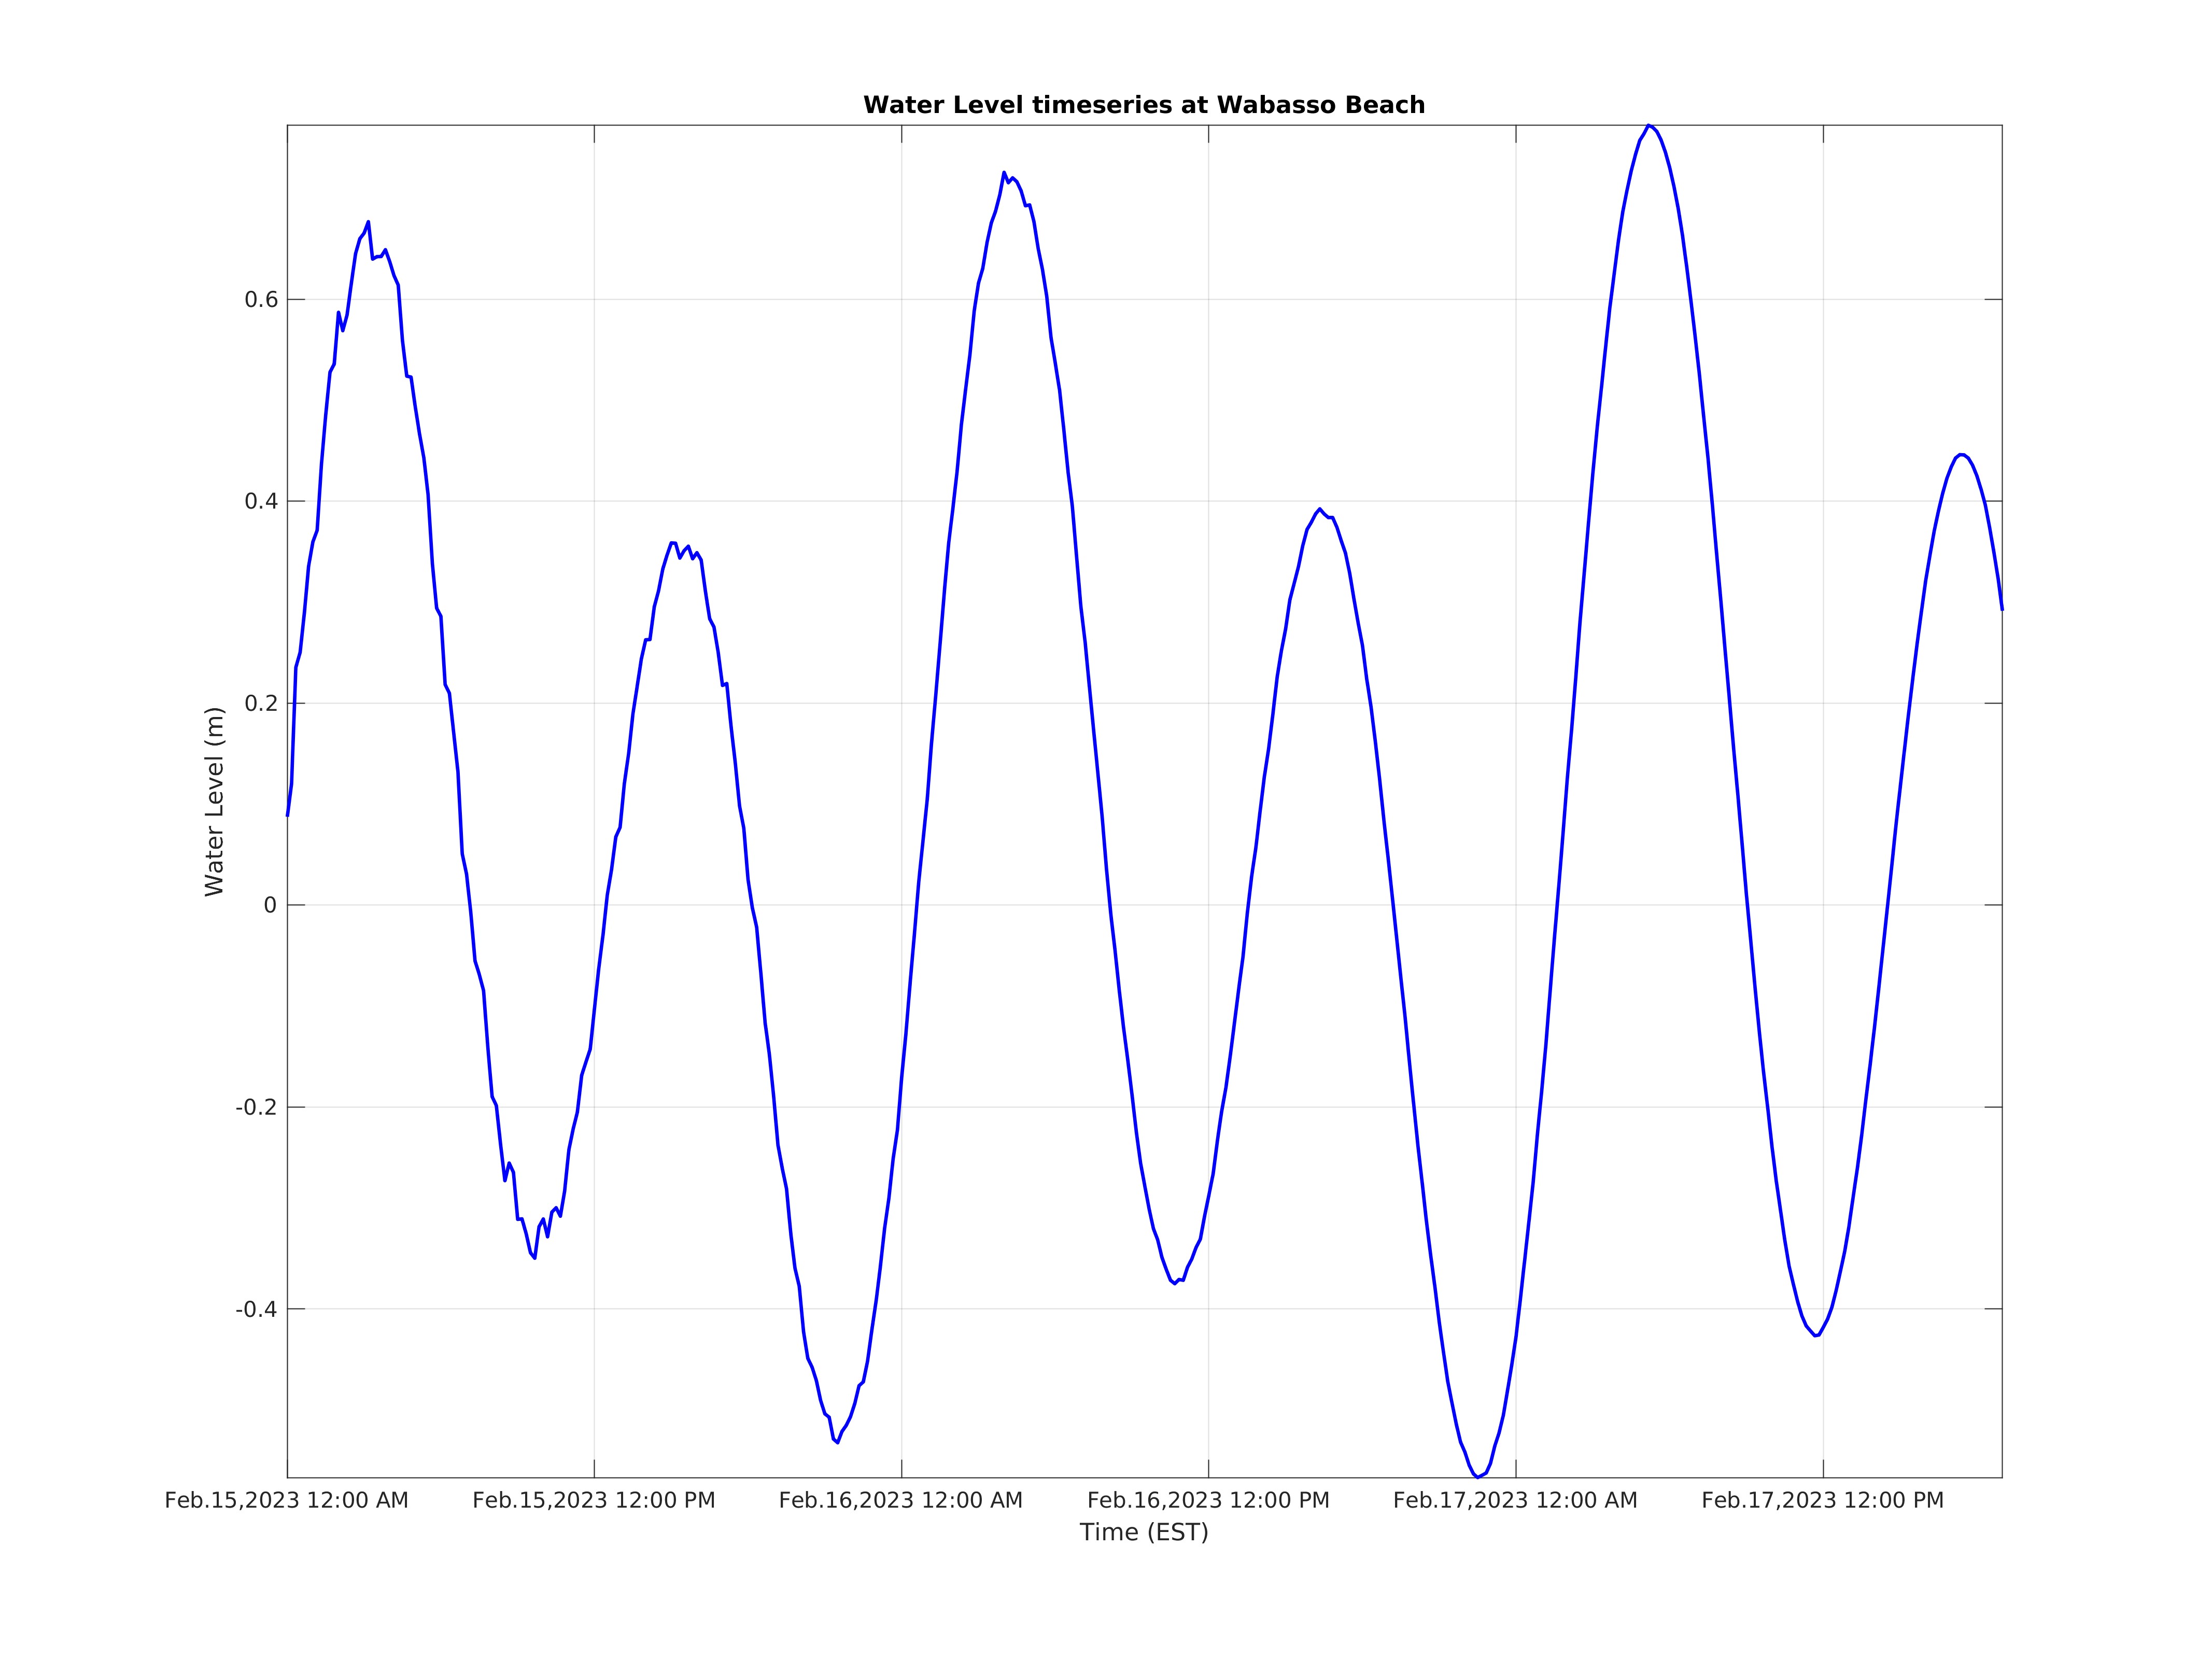 Water Level timeseries at Wabasso Beach
0.6
0.4
0.2
0
-0.2
-0.4
Water Level (m)
Feb.15,2023 12:00 AM
Feb.15,2023 12:00 PM
Feb.16,2023 12:00 AM
Feb.16,2023 12:00 PM
Feb.17,2023 12:00 AM
Feb.17,2023 12:00 PM
Time (EST)